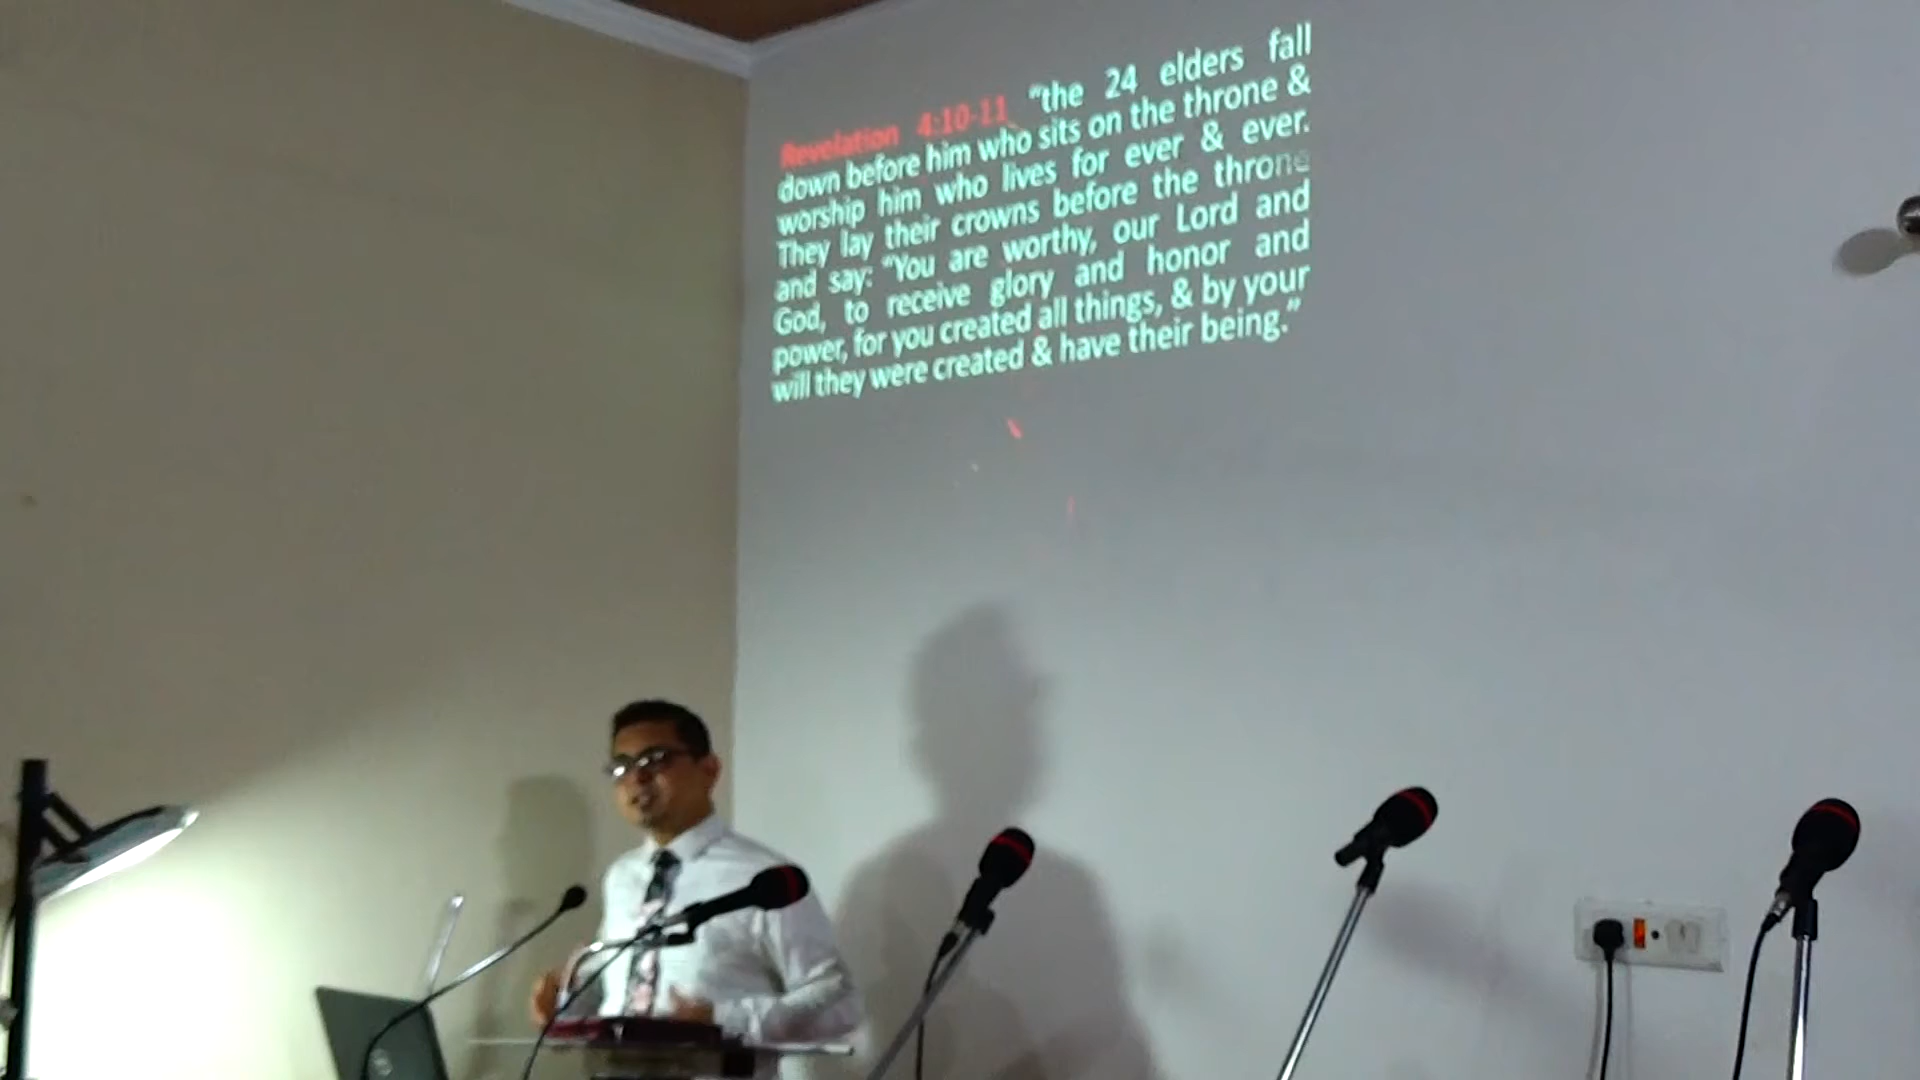 Revelation 4:10-11 "the 24 elders fall
down before him who sits on the throne &
worship him who lives for ever & ever.
They lay their crowns before the throne
and say: "You are worthy, our Lord and
God, to receive glory and honor and
power, for you created all things, & by your
will they were created & have their being."